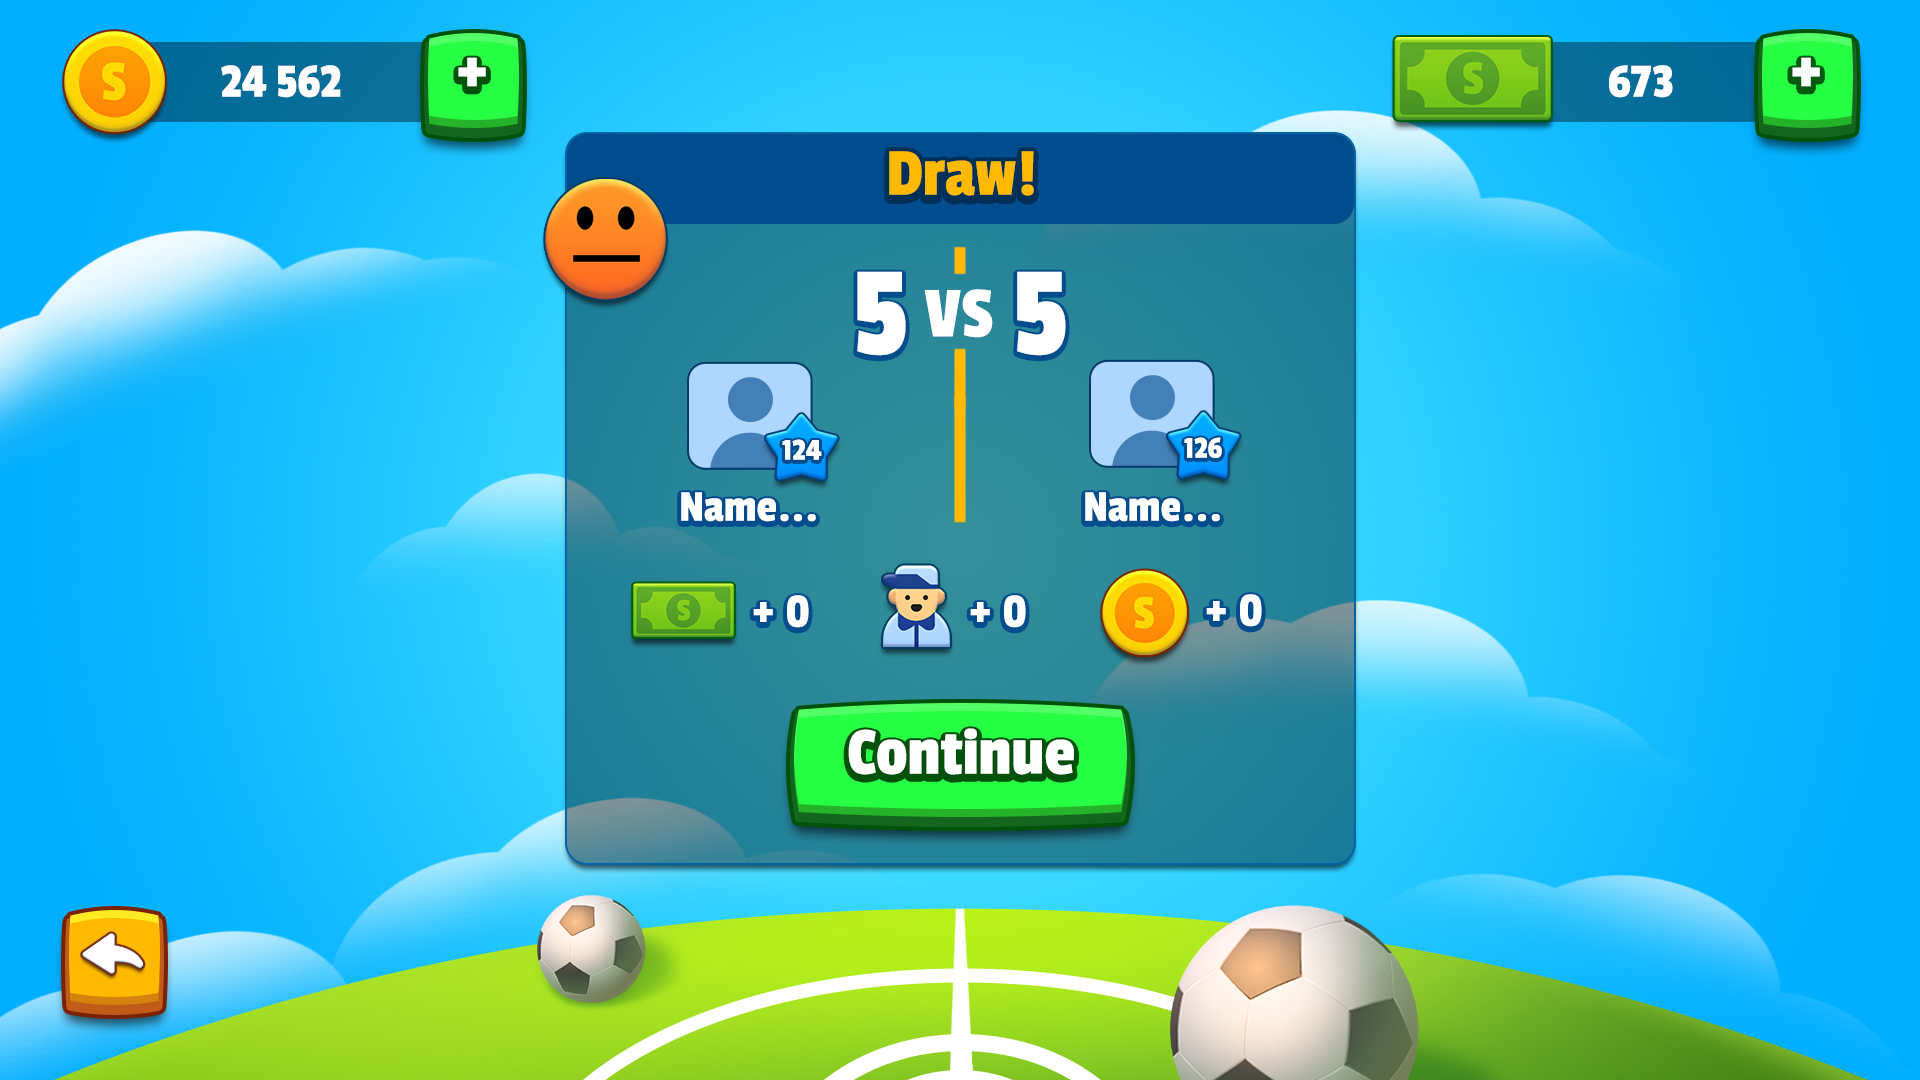 S 24 562 +
S 673 +
Draw!
5 VS 5
124
126
Name...
Name...
S + 0
+ 0
S + 0
Continue